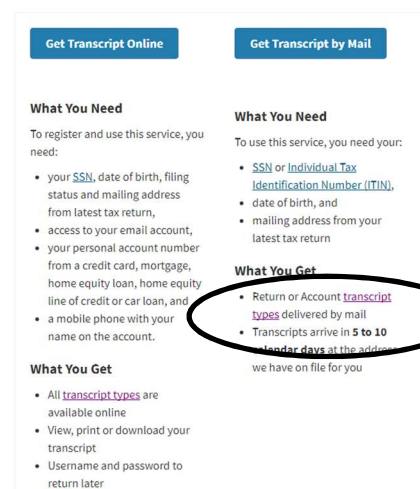 Get Transcript Online
What You Need
To register and use this service, you
need:
• your SSN, date of birth, filing
status and mailing address
from latest tax return,
• access to your email account,
• your personal account number
from a credit card, mortgage,
home equity loan, home equity
line of credit or car loan, and
• a mobile phone with your
name on the account.
What You Get
• All transcript types are
available online
• View, print or download your
transcript
• Username and password to
return later
Get Transcript by Mail
What You Need
To use this service, you need your:
• SSN or Individual Tax
Identification Number (ITIN),
• date of birth, and
• mailing address from your
latest tax return
What You Get
• Return or Account transcript
types delivered by mail
• Transcripts arrive in 5 to 10
calendar days at the address
we have on file for you